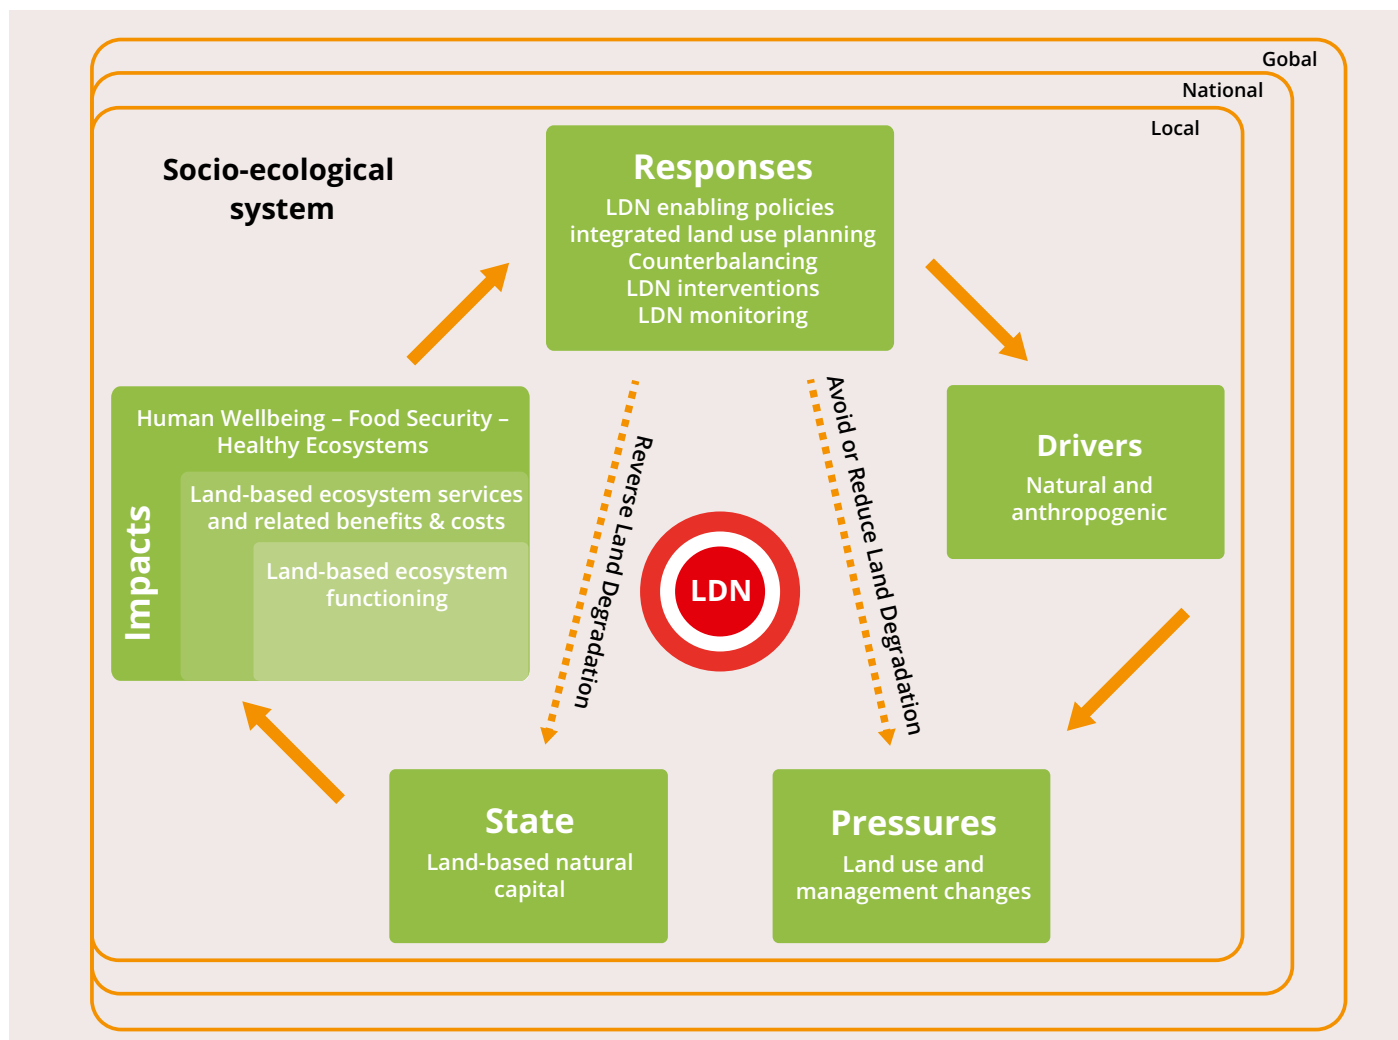 Gobal
National
Local
Socio-ecological
system
Responses
LDN enabling policies
integrated land use planning
Counterbalancing
LDN interventions
LDN monitoring
Human Wellbeing – Food Security –
Healthy Ecosystems
Land-based ecosystem services
and related benefits & costs
Land-based ecosystem
functioning
Impacts
Reverse Land Degradation
LDN
Avoid or Reduce Land Degradation
Drivers
Natural and
anthropogenic
State
Land-based natural
capital
Pressures
Land use and
management changes